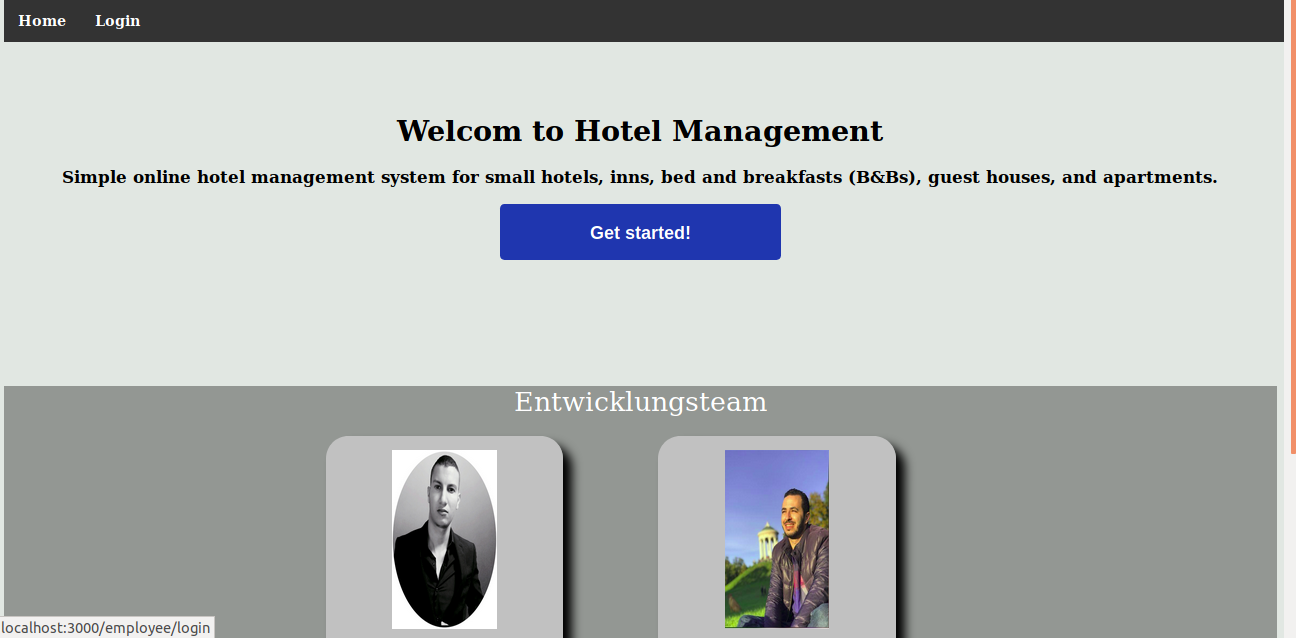 Home Login
Welcom to Hotel Management
Simple online hotel management system for small hotels, inns, bed and breakfasts (B&Bs), guest houses, and apartments.
Get started!
Entwicklungsteam
localhost:3000/employee/login